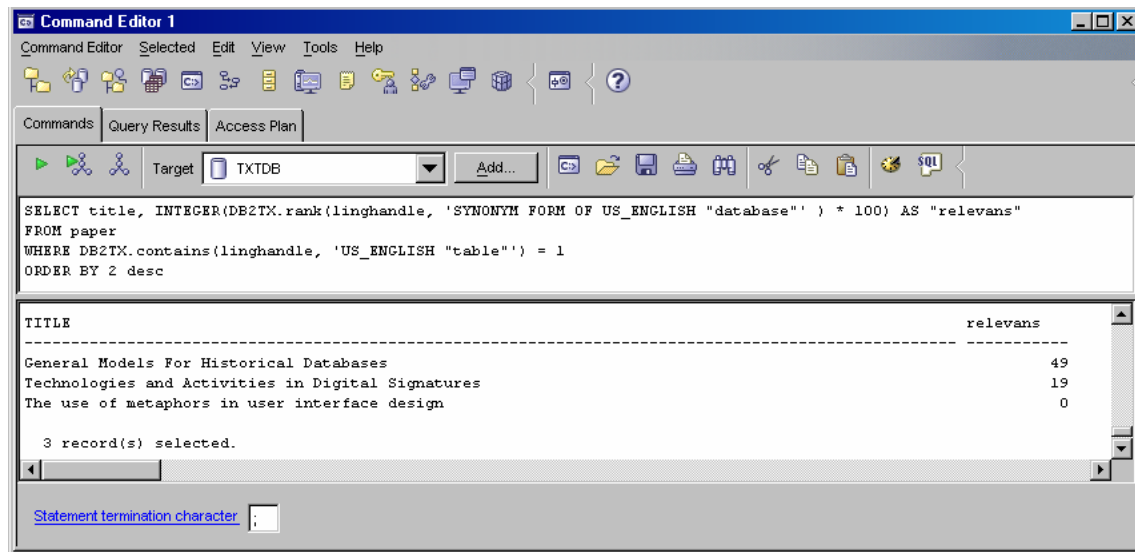 Command Editor 1
Command Editor Selected Edit View Tools Help
Commands Query Results Access Plan
Target TXTDB Add... SQL
SELECT title, INTEGER(DB2TX.rank(linghandle, 'SYNONYM FORM OF US_ENGLISH "database"' ) * 100) AS "relevans"
FROM paper
WHERE DB2TX.contains(linghandle, 'US_ENGLISH "table"') = 1
ORDER BY 2 desc
TITLE relevans
------------------------------------------------------------------------------------------------------ -----------
General Models For Historical Databases 49
Technologies and Activities in Digital Signatures 19
The use of metaphors in user interface design 0
3 record(s) selected.
Statement termination character ;